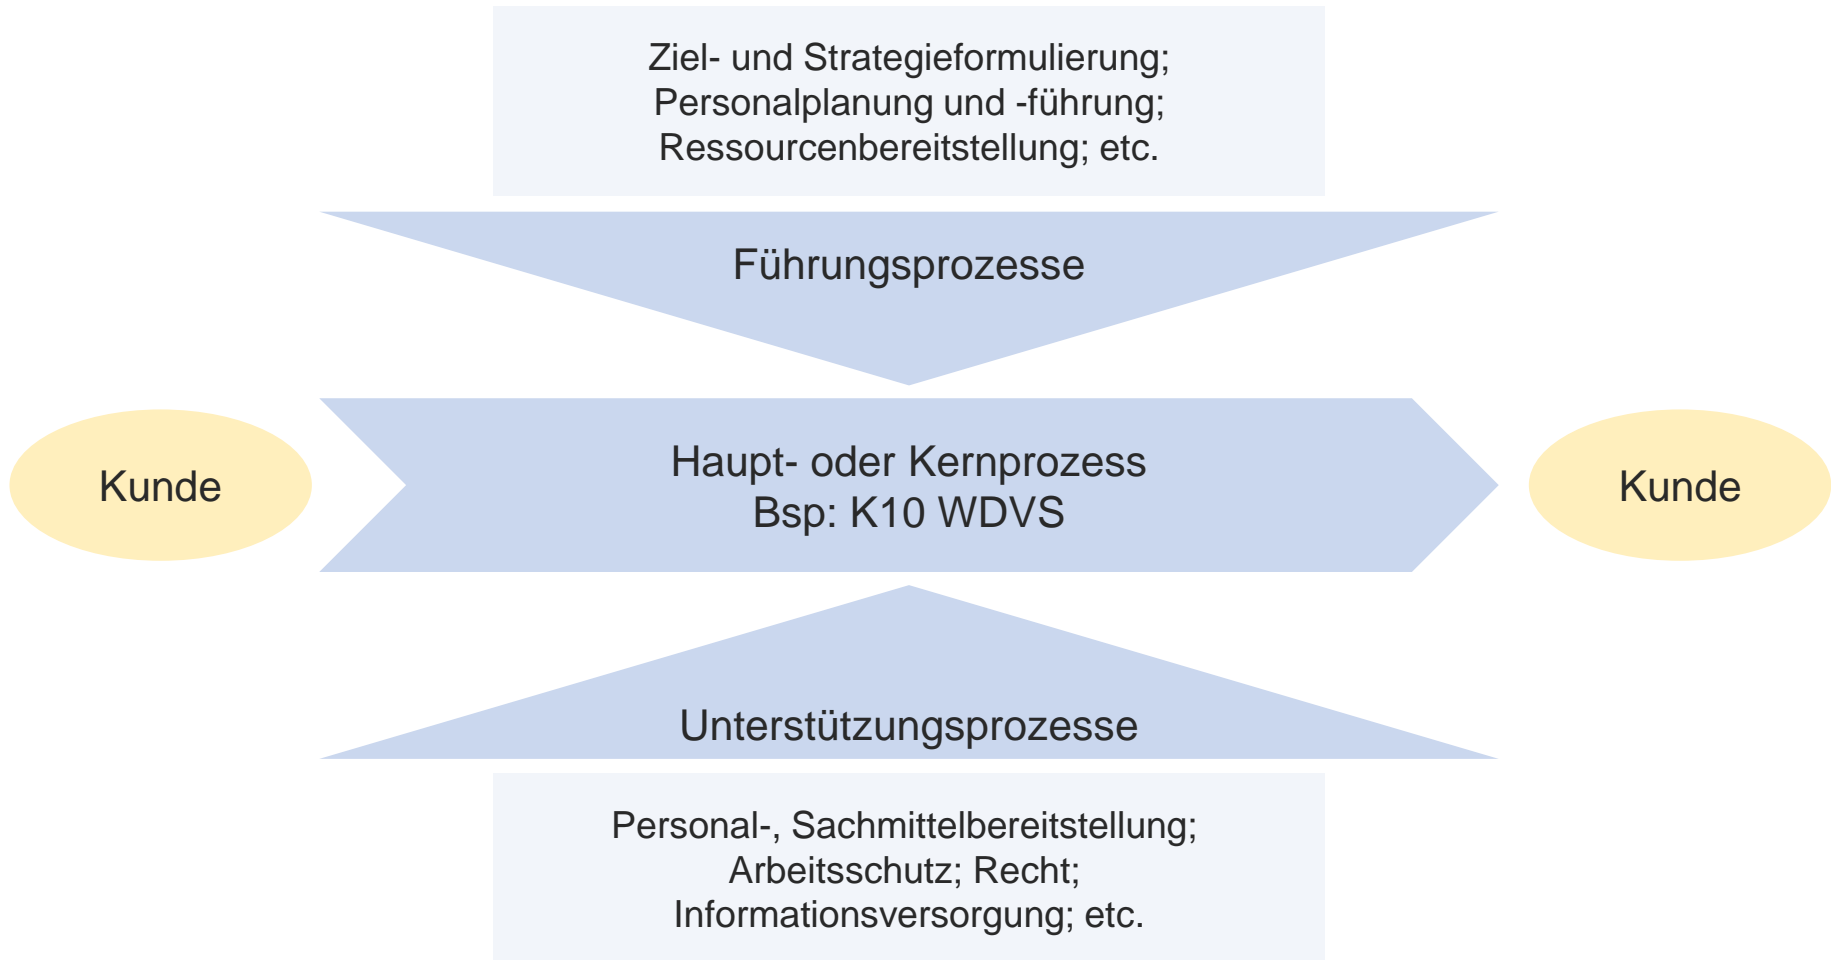 Ziel- und Strategieformulierung;
Personalplanung und -führung;
Ressourcenbereitstellung; etc.
Führungsprozesse
Kunde
Haupt- oder Kernprozess
Bsp: K10 WDVS
Kunde
Unterstützungsprozesse
Personal-, Sachmittelbereitstellung;
Arbeitsschutz; Recht;
Informationsversorgung; etc.